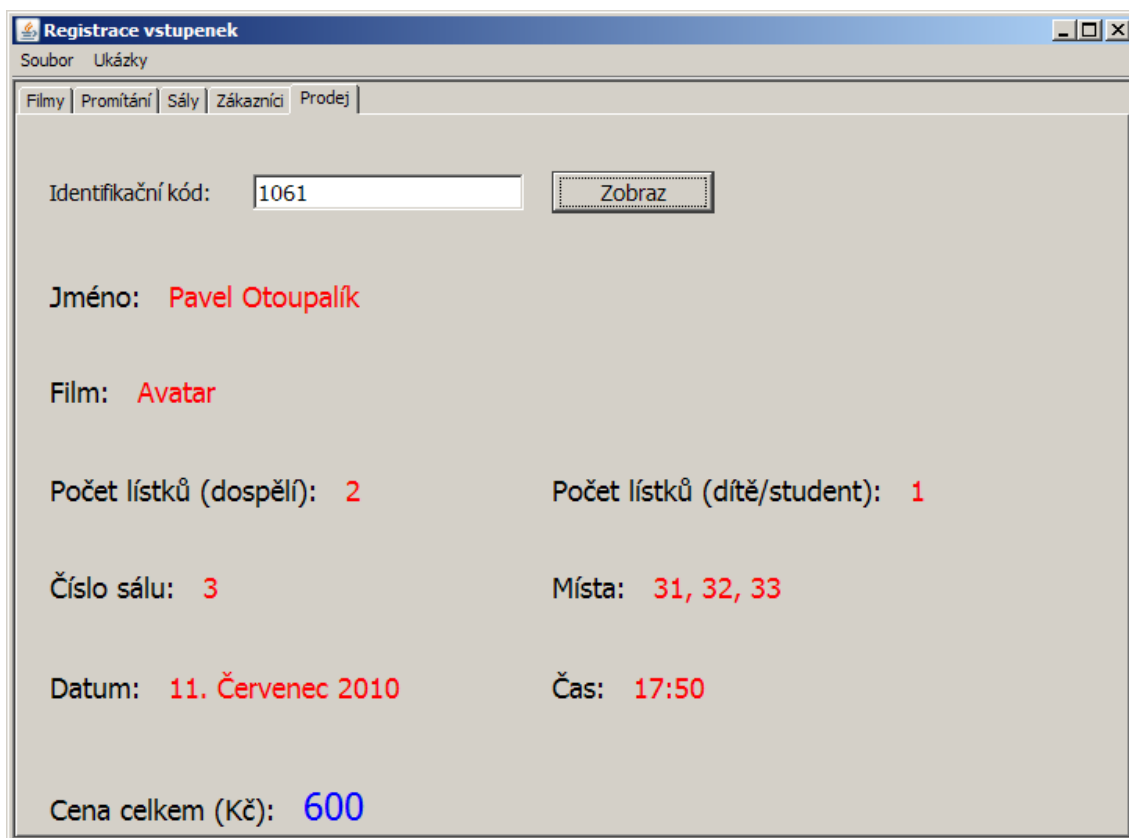 Registrace vstupenek
Soubor Ukázky
Filmy Promítání Sály Zákazníci Prodej
Identifikační kód: 1061 Zobraz
Jméno: Pavel Otoupalík
Film: Avatar
Počet lístků (dospělí): 2 Počet lístků (dítě/student): 1
Číslo sálu: 3 Místa: 31, 32, 33
Datum: 11. Červenec 2010 Čas: 17:50
Cena celkem (Kč): 600